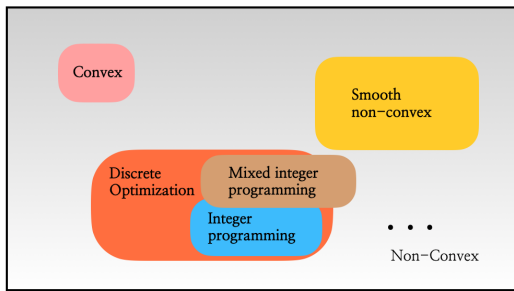 Convex
Smooth
non-convex
Discrete
Optimization
Mixed integer
programming
Integer
programming
• • •
Non-Convex